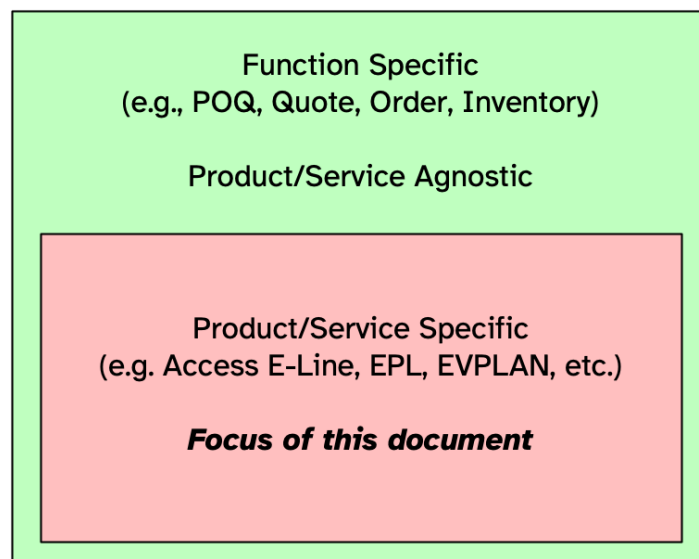 Function Specific
(e.g., POQ, Quote, Order, Inventory)
Product/Service Agnostic
Product/Service Specific
(e.g. Access E-Line, EPL, EVPLAN, etc.)
Focus of this document